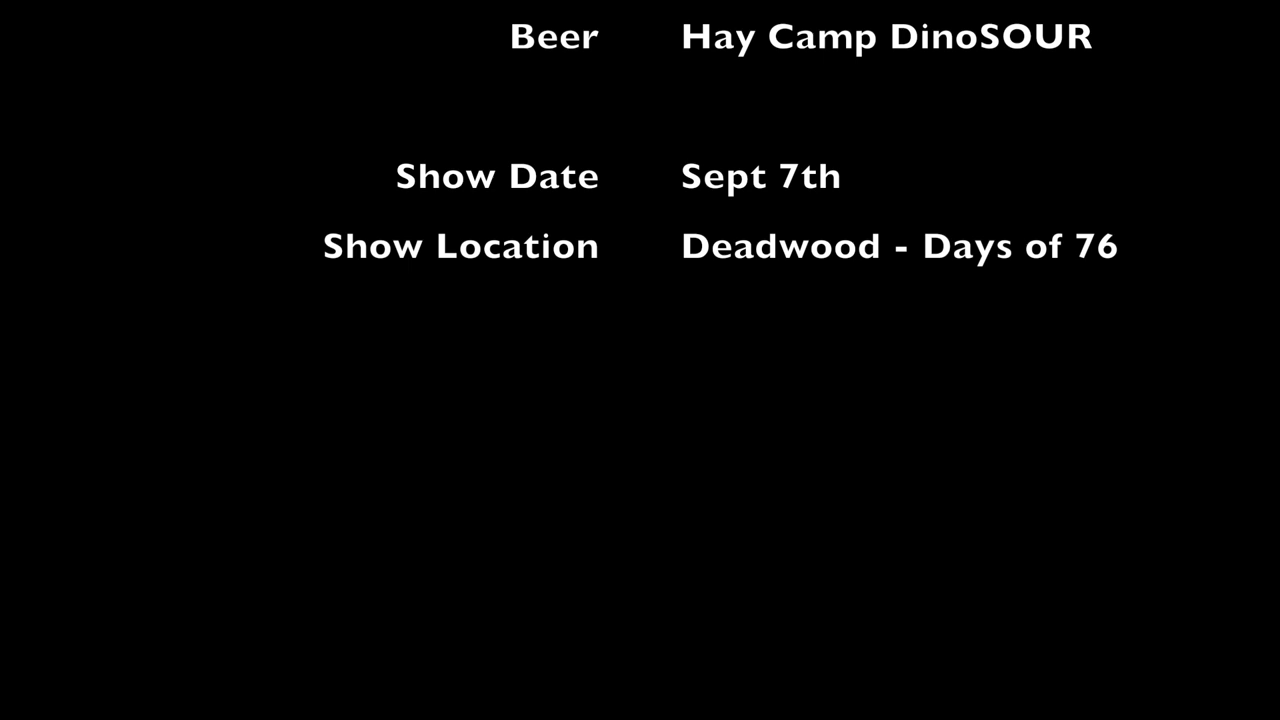 Beer Hay Camp DinoSOUR
Show Date Sept 7th
Show Location Deadwood - Days of 76